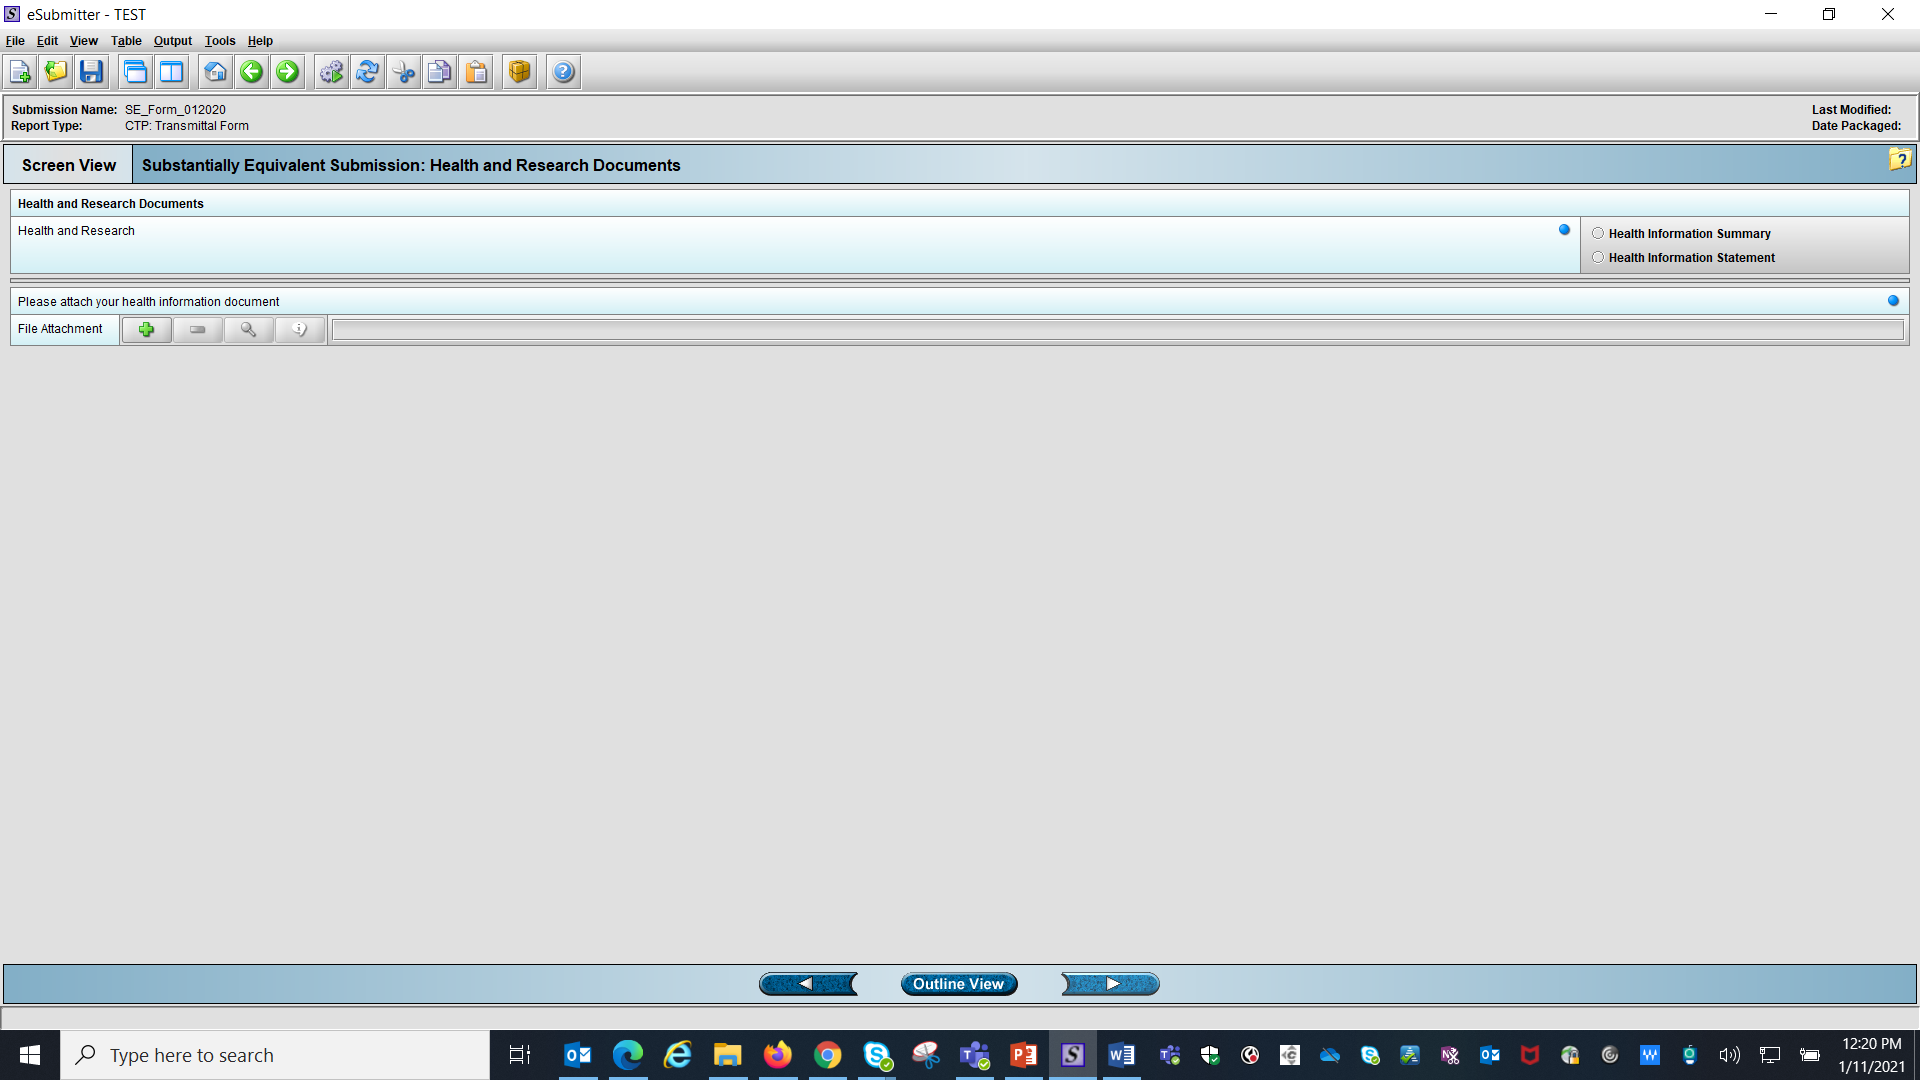 eSubmitter - TEST
File Edit View Table Output Tools Help
Submission Name: SE_Form_012020
Last Modified:
Report Type: CTP: Transmittal Form
Date Packaged:
Screen View
Substantially Equivalent Submission: Health and Research Documents
Health and Research Documents
Health and Research
Health Information Summary
Health Information Statement
Please attach your health information document
File Attachment
Outline View
Type here to search
12:20 PM
1/11/2021